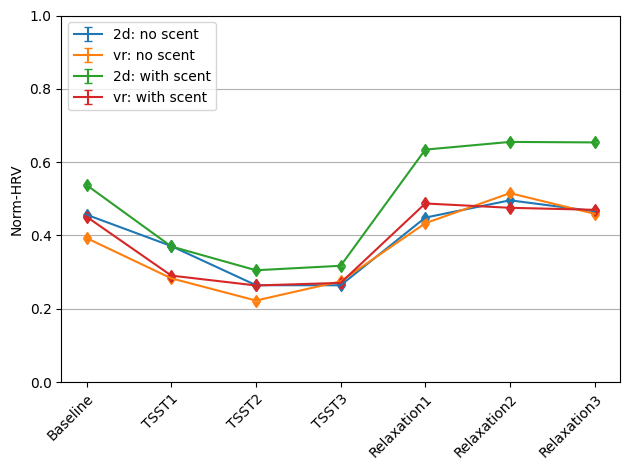 1.0
0.8
0.6
0.4
0.2
0.0
Norm-HRV
2d: no scent
vr: no scent
2d: with scent
vr: with scent
Baseline
TSST1
TSST2
TSST3
Relaxation1
Relaxation2
Relaxation3